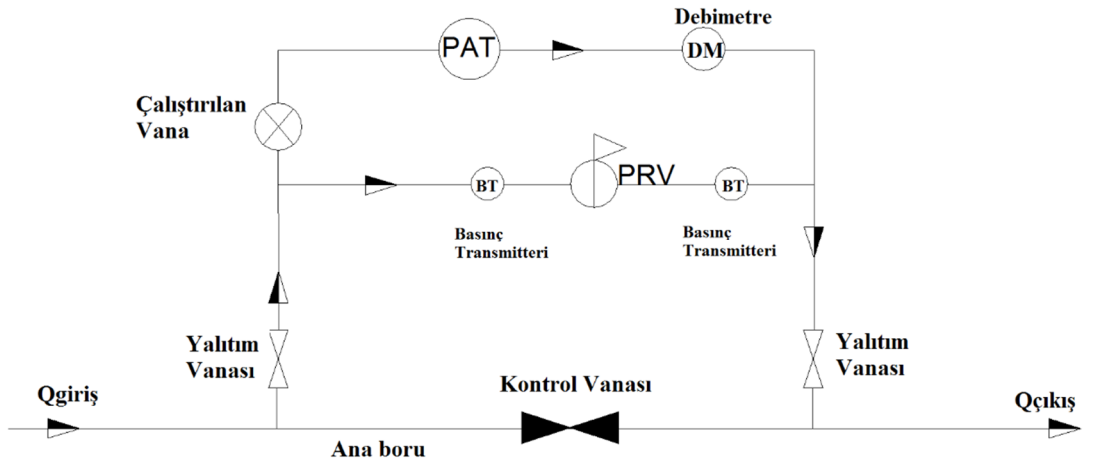 Debimetre
PAT
DM
Çalıştırılan
Vana
BT
PRV
BT
Basınç
Transmitteri
Basınç
Transmitteri
Yalıtım
Vanası
Yalıtım
Vanası
Kontrol Vanası
Qgiriş
Qçıkış
Ana boru